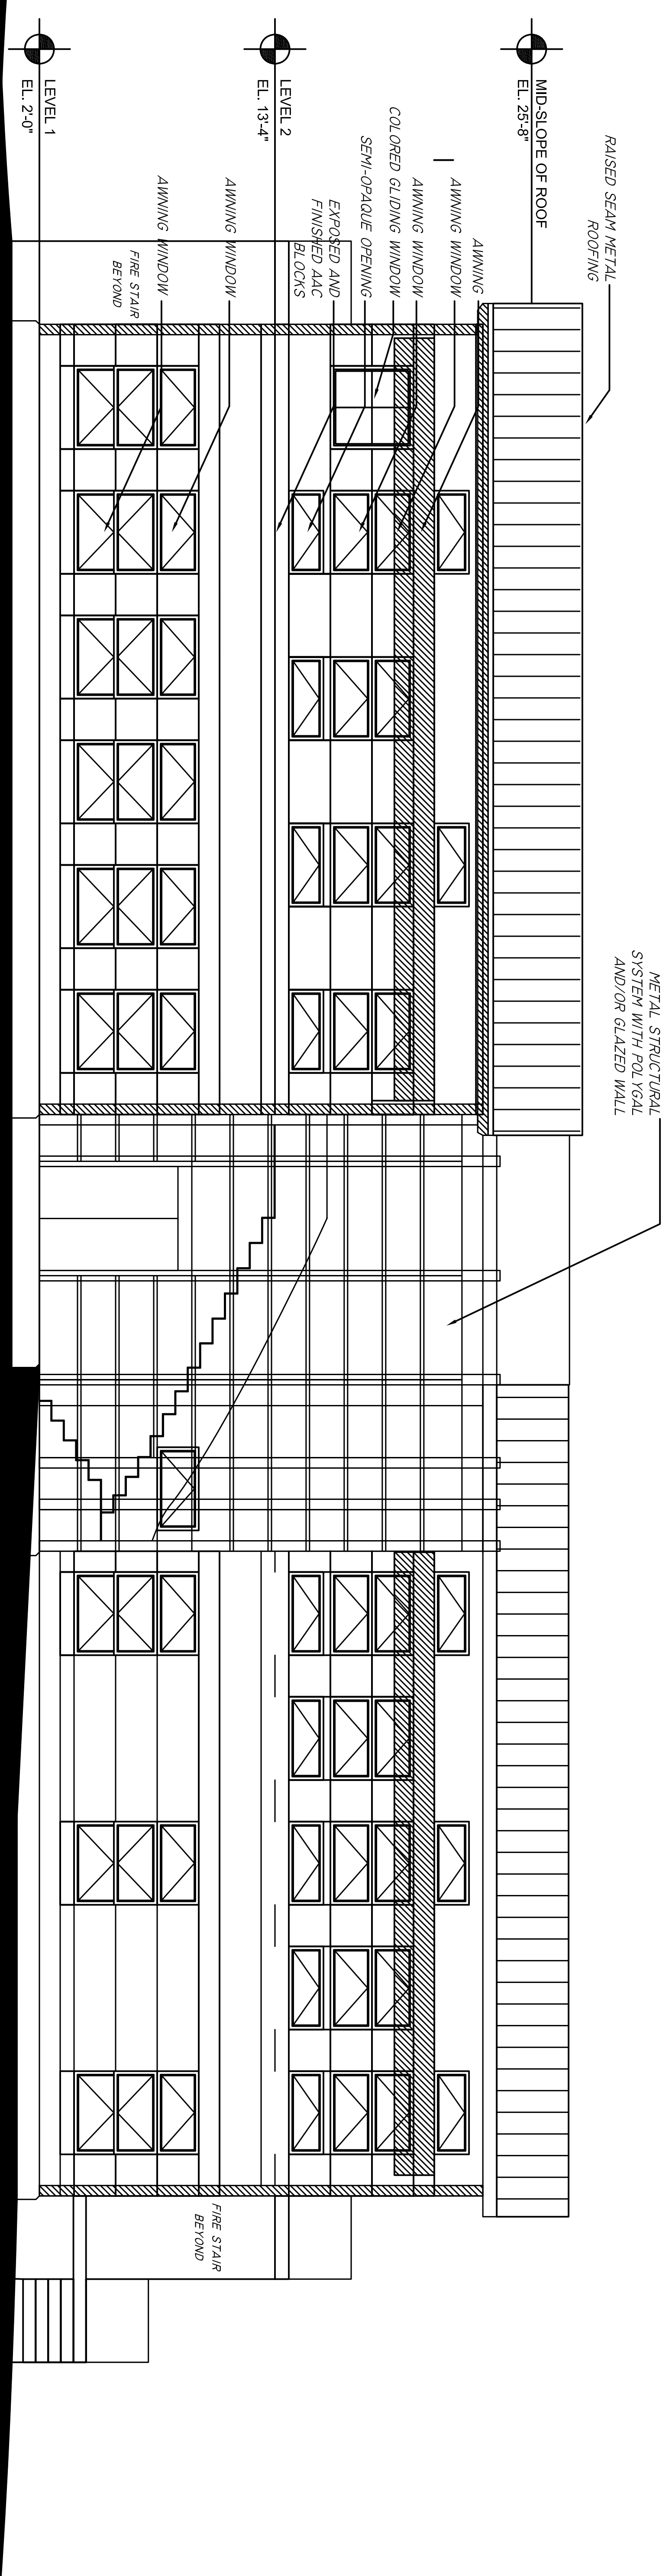 RAISED SEAM METAL
ROOFING
MID-SLOPE OF ROOF
EL. 25'-8"
LEVEL 2
EL. 13'-4"
LEVEL 1
EL. 2'-0"
AWNING
AWNING WINDOW
AWNING WINDOW
COLORED GLIDING WINDOW
SEMI-OPAQUE OPENING
EXPOSED AND
FINISHED AAC
BLOCKS
AWNING WINDOW
AWNING WINDOW
FIRE STAIR
BEYOND
METAL STRUCTURAL
SYSTEM WITH POLYGAL
AND/OR GLAZED WALL
FIRE STAIR
BEYOND